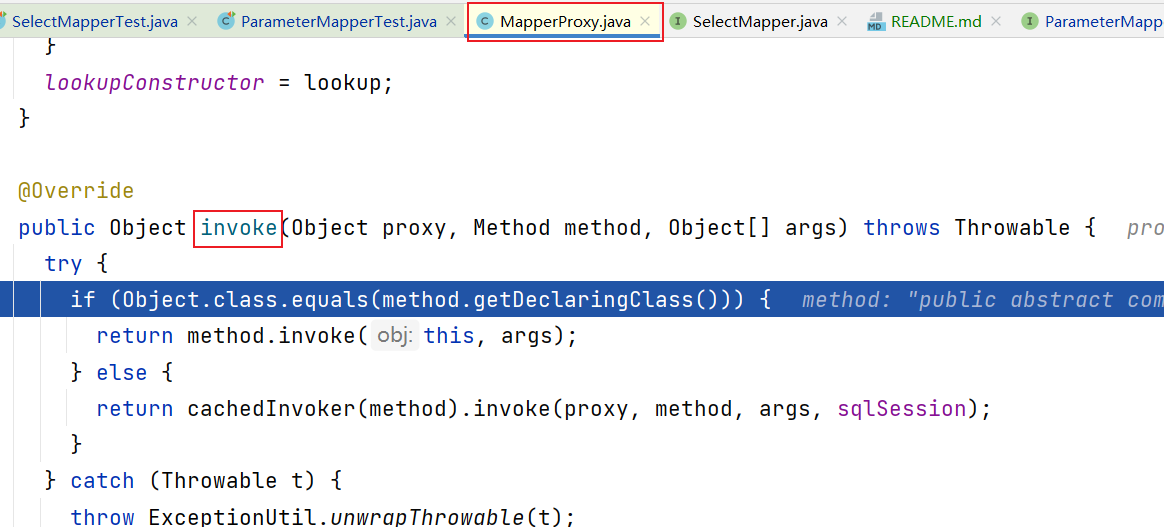 SelectMapperTest.java × ParameterMapperTest.java × C MapperProxy.java × I SelectMapper.java × MD README.md × I ParameterMapp
}
lookupConstructor = lookup;
}
@Override
public Object invoke(Object proxy, Method method, Object[] args) throws Throwable { pro
try {
if (Object.class.equals(method.getDeclaringClass())) { method: "public abstract com
return method.invoke( obj: this, args);
} else {
return cachedInvoker(method).invoke(proxy, method, args, sqlSession);
}
} catch (Throwable t) {
throw ExceptionUtil.unwrapThrowable(t);